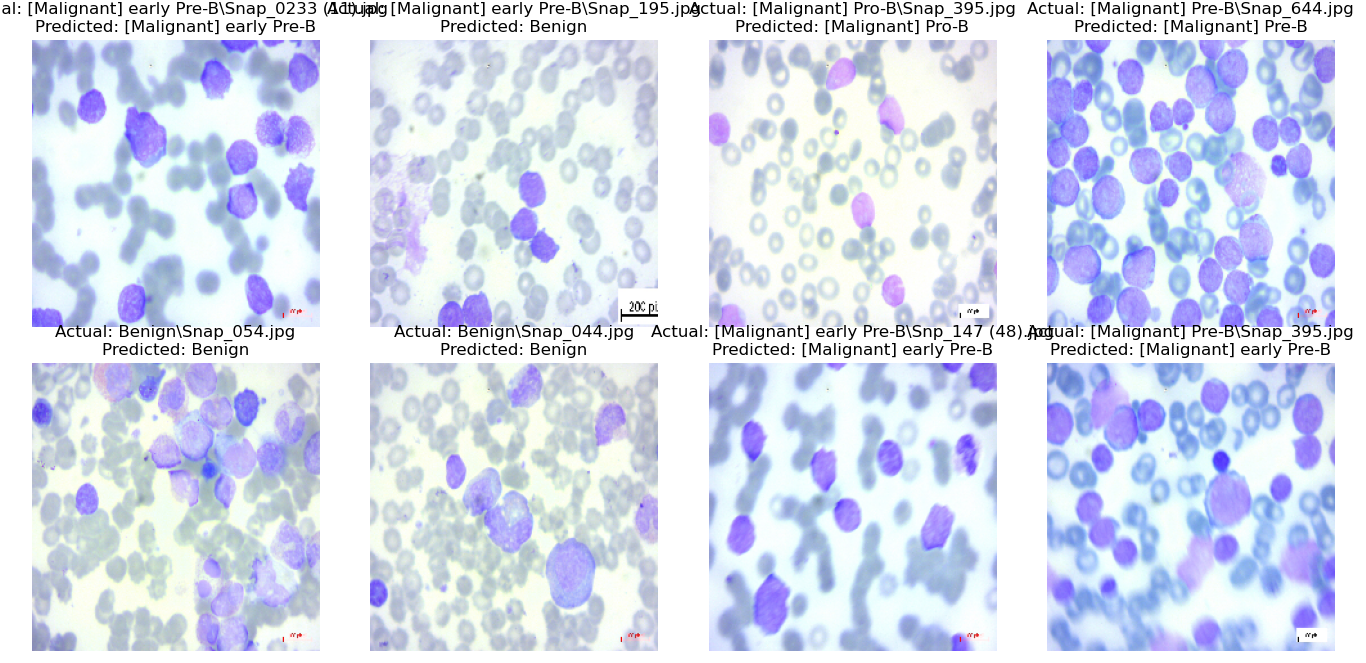 al: [Malignant] early Pre-B\Snap_0233 (11).jpg
Predicted: [Malignant] early Pre-B
Actual: [Malignant] early Pre-B\Snap_195.jpg
Predicted: Benign
Actual: [Malignant] Pro-B\Snap_395.jpg
Predicted: [Malignant] Pro-B
Actual: [Malignant] Pre-B\Snap_644.jpg
Predicted: [Malignant] Pre-B
200
Actual: Benign\Snap_054.jpg
Predicted: Benign
Actual: Benign\Snap_044.jpg
Predicted: Benign
Actual: [Malignant] early Pre-B\Snp_147 (48).jpg
Predicted: [Malignant] early Pre-B
Actual: [Malignant] Pre-B\Snap_395.jpg
Predicted: [Malignant] early Pre-B